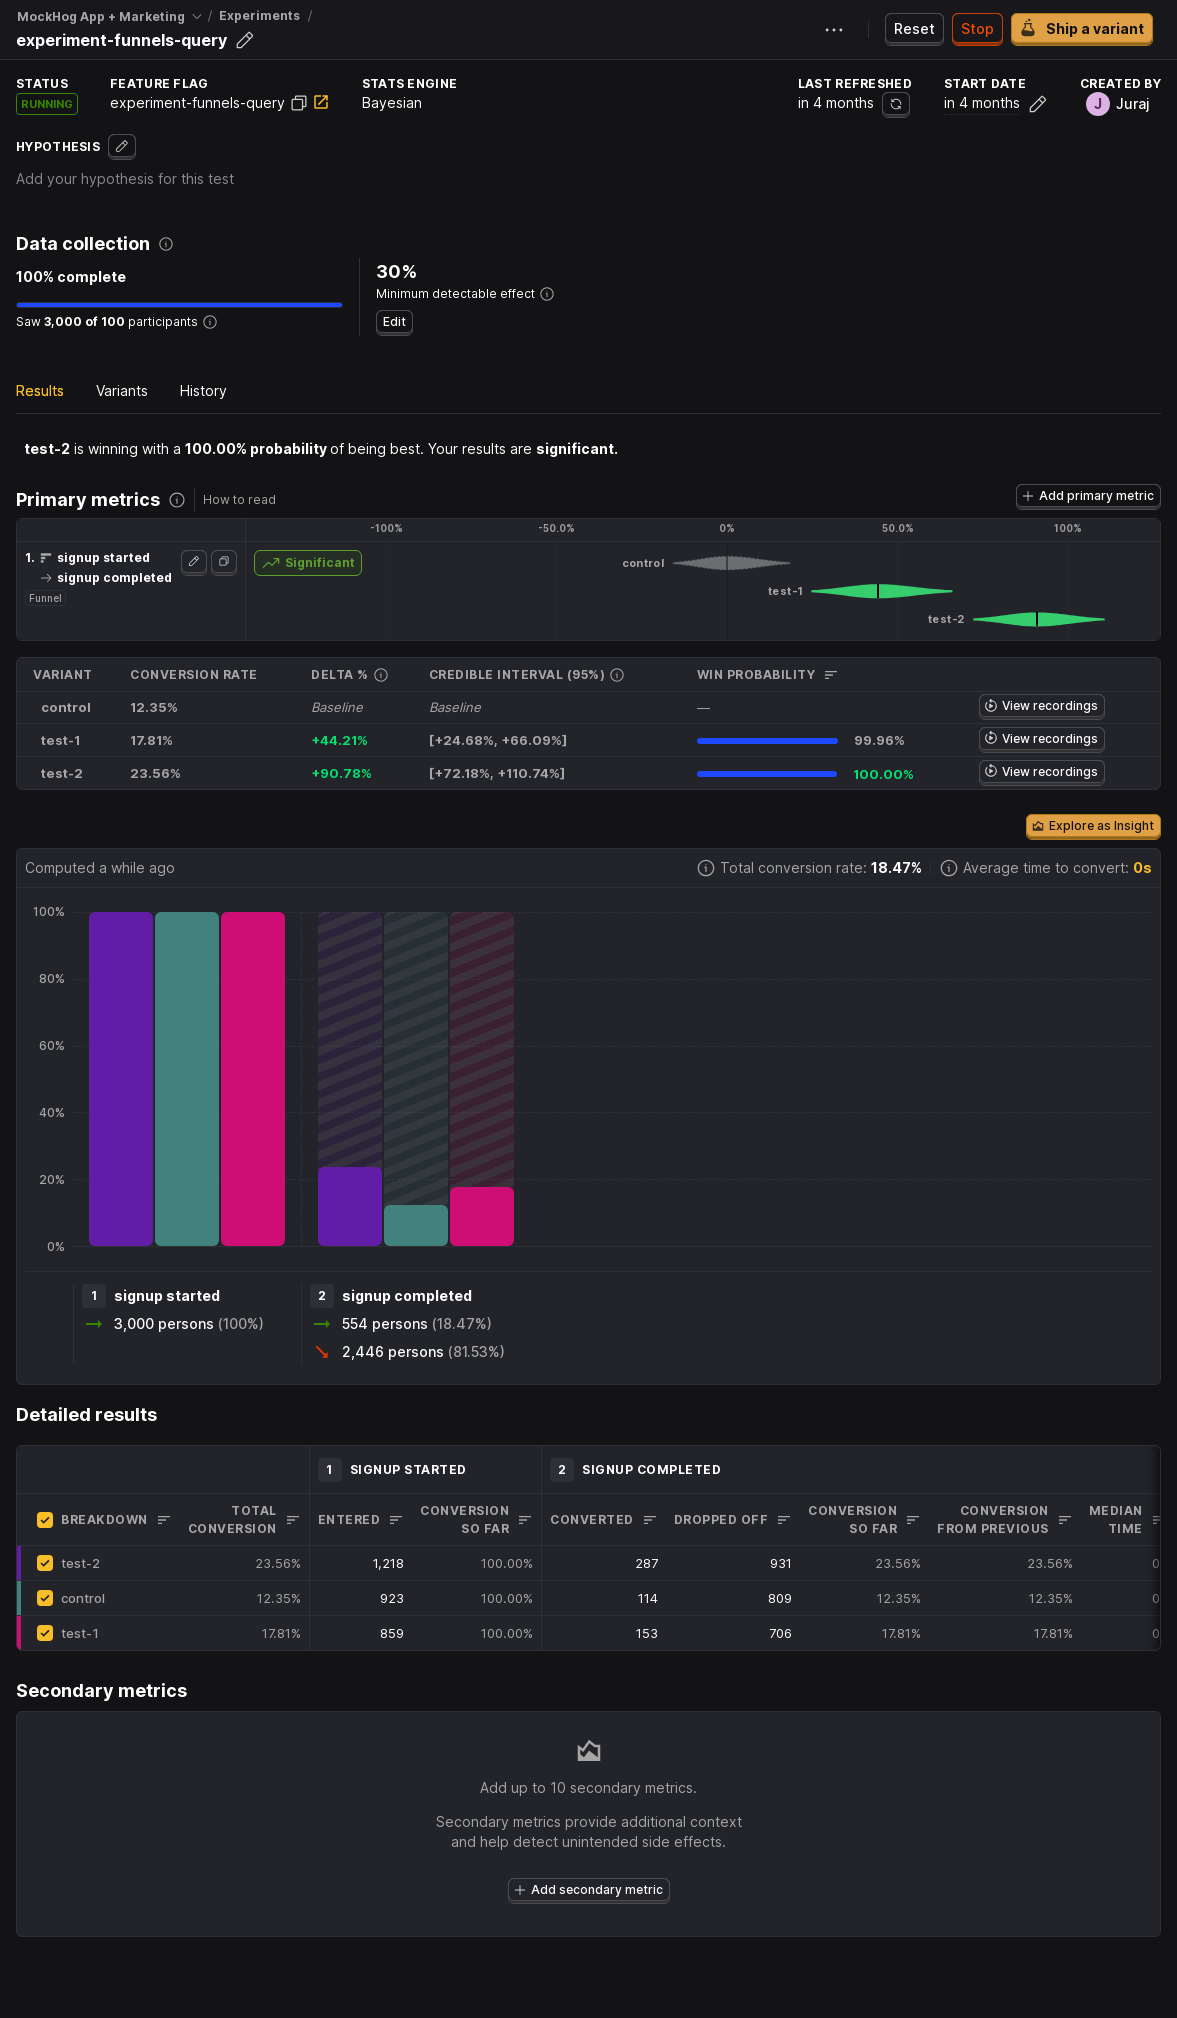 MockHog App + Marketing / Experiments /
experiment-funnels-query
Reset
Stop
Ship a variant
STATUS
RUNNING
FEATURE FLAG
experiment-funnels-query
STATS ENGINE
Bayesian
LAST REFRESHED
in 4 months
START DATE
in 4 months
CREATED BY
J Juraj
HYPOTHESIS
Add your hypothesis for this test
Data collection
100% complete
Saw 3,000 of 100 participants
30%
Minimum detectable effect
Edit
Results Variants History
test-2 is winning with a 100.00% probability of being best. Your results are significant.
Primary metrics How to read
Add primary metric
-100% -50.0% 0% 50.0% 100%
1. signup started
signup completed
Funnel
Significant
control
test-1
test-2
VARIANT CONVERSION RATE DELTA % CREDIBLE INTERVAL (95%) WIN PROBABILITY
control 12.35% Baseline Baseline — View recordings
test-1 17.81% +44.21% [+24.68%, +66.09%] 99.96% View recordings
test-2 23.56% +90.78% [+72.18%, +110.74%] 100.00% View recordings
Explore as Insight
Computed a while ago Total conversion rate: 18.47% Average time to convert: 0s
100%
80%
60%
40%
20%
0%
1 signup started
3,000 persons (100%)
2 signup completed
554 persons (18.47%)
2,446 persons (81.53%)
Detailed results
1 SIGNUP STARTED 2 SIGNUP COMPLETED
BREAKDOWN TOTAL CONVERSION ENTERED CONVERSION SO FAR CONVERTED DROPPED OFF CONVERSION SO FAR CONVERSION FROM PREVIOUS MEDIAN TIME
test-2 23.56% 1,218 100.00% 287 931 23.56% 23.56% 0
control 12.35% 923 100.00% 114 809 12.35% 12.35% 0
test-1 17.81% 859 100.00% 153 706 17.81% 17.81% 0
Secondary metrics
Add up to 10 secondary metrics.
Secondary metrics provide additional context
and help detect unintended side effects.
Add secondary metric